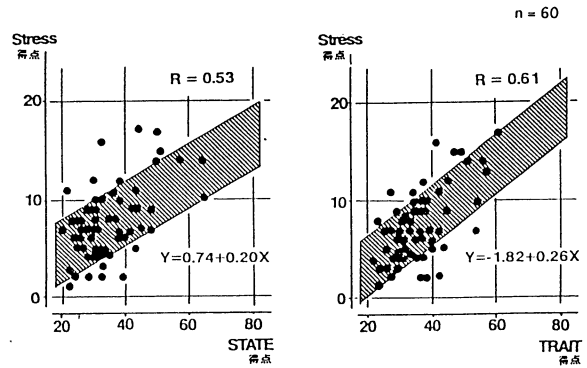 n = 60
Stress
得点
R = 0.53
20
10
0
Y=0.74+0.20X
20 40 60 80
STATE
得点
Stress
得点
R = 0.61
20
10
0
Y=-1.82+0.26X
20 40 60 80
TRAIT
得点